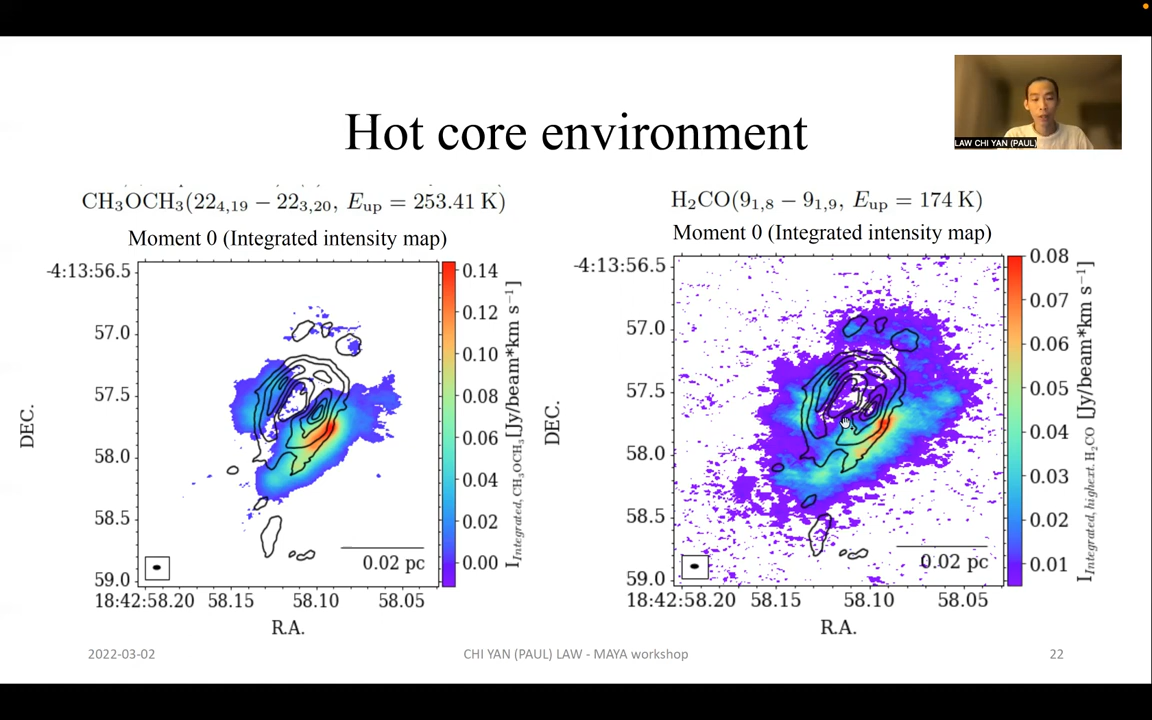 LAW CHI YAN (PAUL)
Hot core environment
CH₃OCH₃(22₄,₁₉ − 22₃,₂₀, E_up = 253.41 K)
Moment 0 (Integrated intensity map)
-4:13:56.5
57.0
57.5
58.0
58.5
59.0
DEC.
18:42:58.20 58.15 58.10 58.05
R.A.
0.02 pc
0.14
0.12
0.10
0.08
0.06
0.04
0.02
0.00
I_Integrated, CH₃OCH₃ [Jy/beam*km s⁻¹]
H₂CO(9₁,₈ − 9₁,₉, E_up = 174 K)
Moment 0 (Integrated intensity map)
-4:13:56.5
57.0
57.5
58.0
58.5
59.0
DEC.
18:42:58.20 58.15 58.10 58.05
R.A.
0.02 pc
0.08
0.07
0.06
0.05
0.04
0.03
0.02
0.01
I_Integrated, highest, H₂CO [Jy/beam*km s⁻¹]
2022-03-02
CHI YAN (PAUL) LAW - MAYA workshop
22